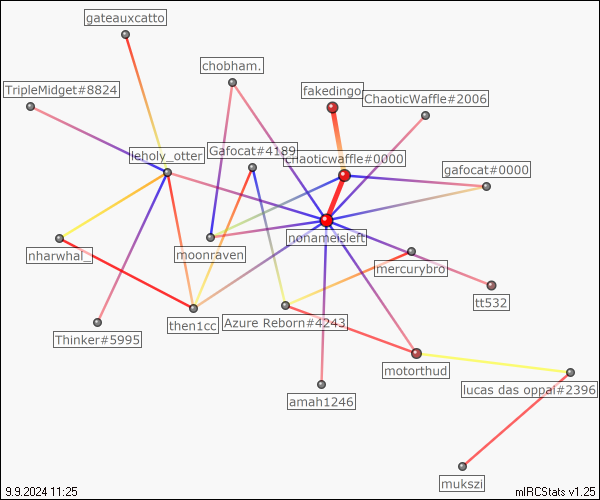 gateauxcatto
chobham.
TripleMidget#8824
fakedingo
ChaoticWaffle#2006
leholy_otter
Gafocat#4189
chaoticwaffle#0000
gafocat#0000
nonameisleft
nharwhal_
moonraven
mercurybro
tt532
Thinker#5995
then1cc
Azure Reborn#4243
motorthud
lucas das oppai#2396
amah1246
mukszi
9.9.2024 11:25
mIRCStats v1.25